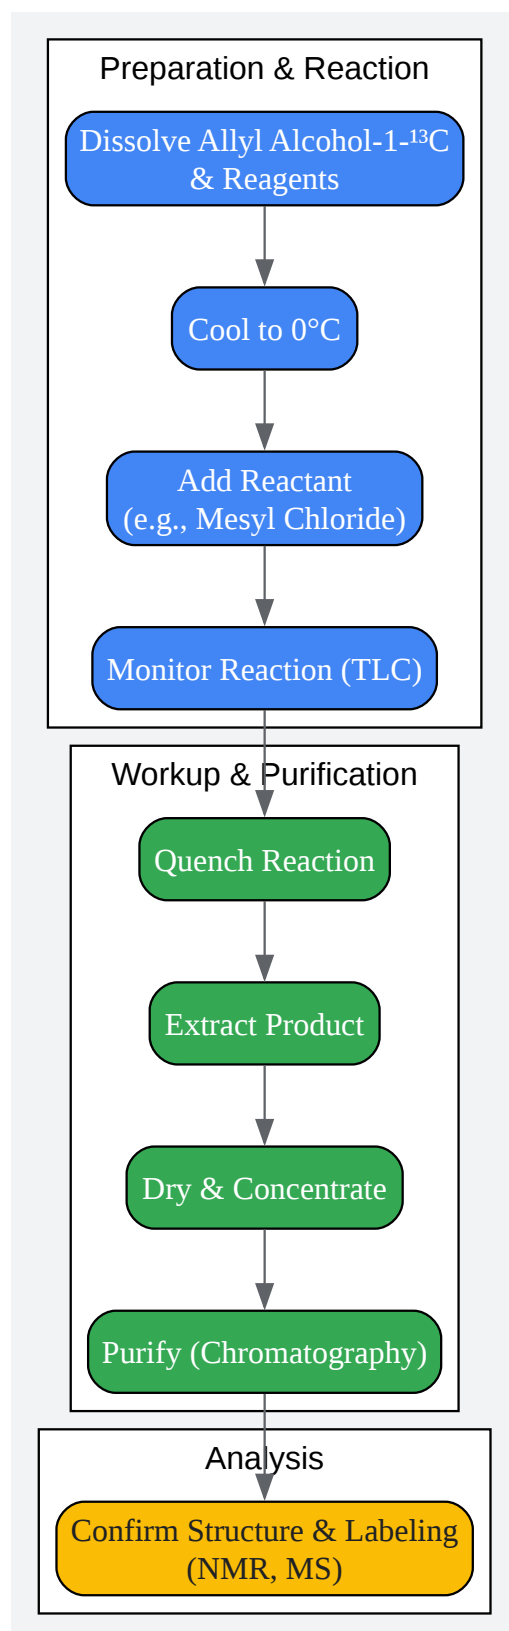 Preparation & Reaction
Dissolve Allyl Alcohol-1-¹³C
& Reagents
Cool to 0°C
Add Reactant
(e.g., Mesyl Chloride)
Monitor Reaction (TLC)
Workup & Purification
Quench Reaction
Extract Product
Dry & Concentrate
Purify (Chromatography)
Analysis
Confirm Structure & Labeling
(NMR, MS)